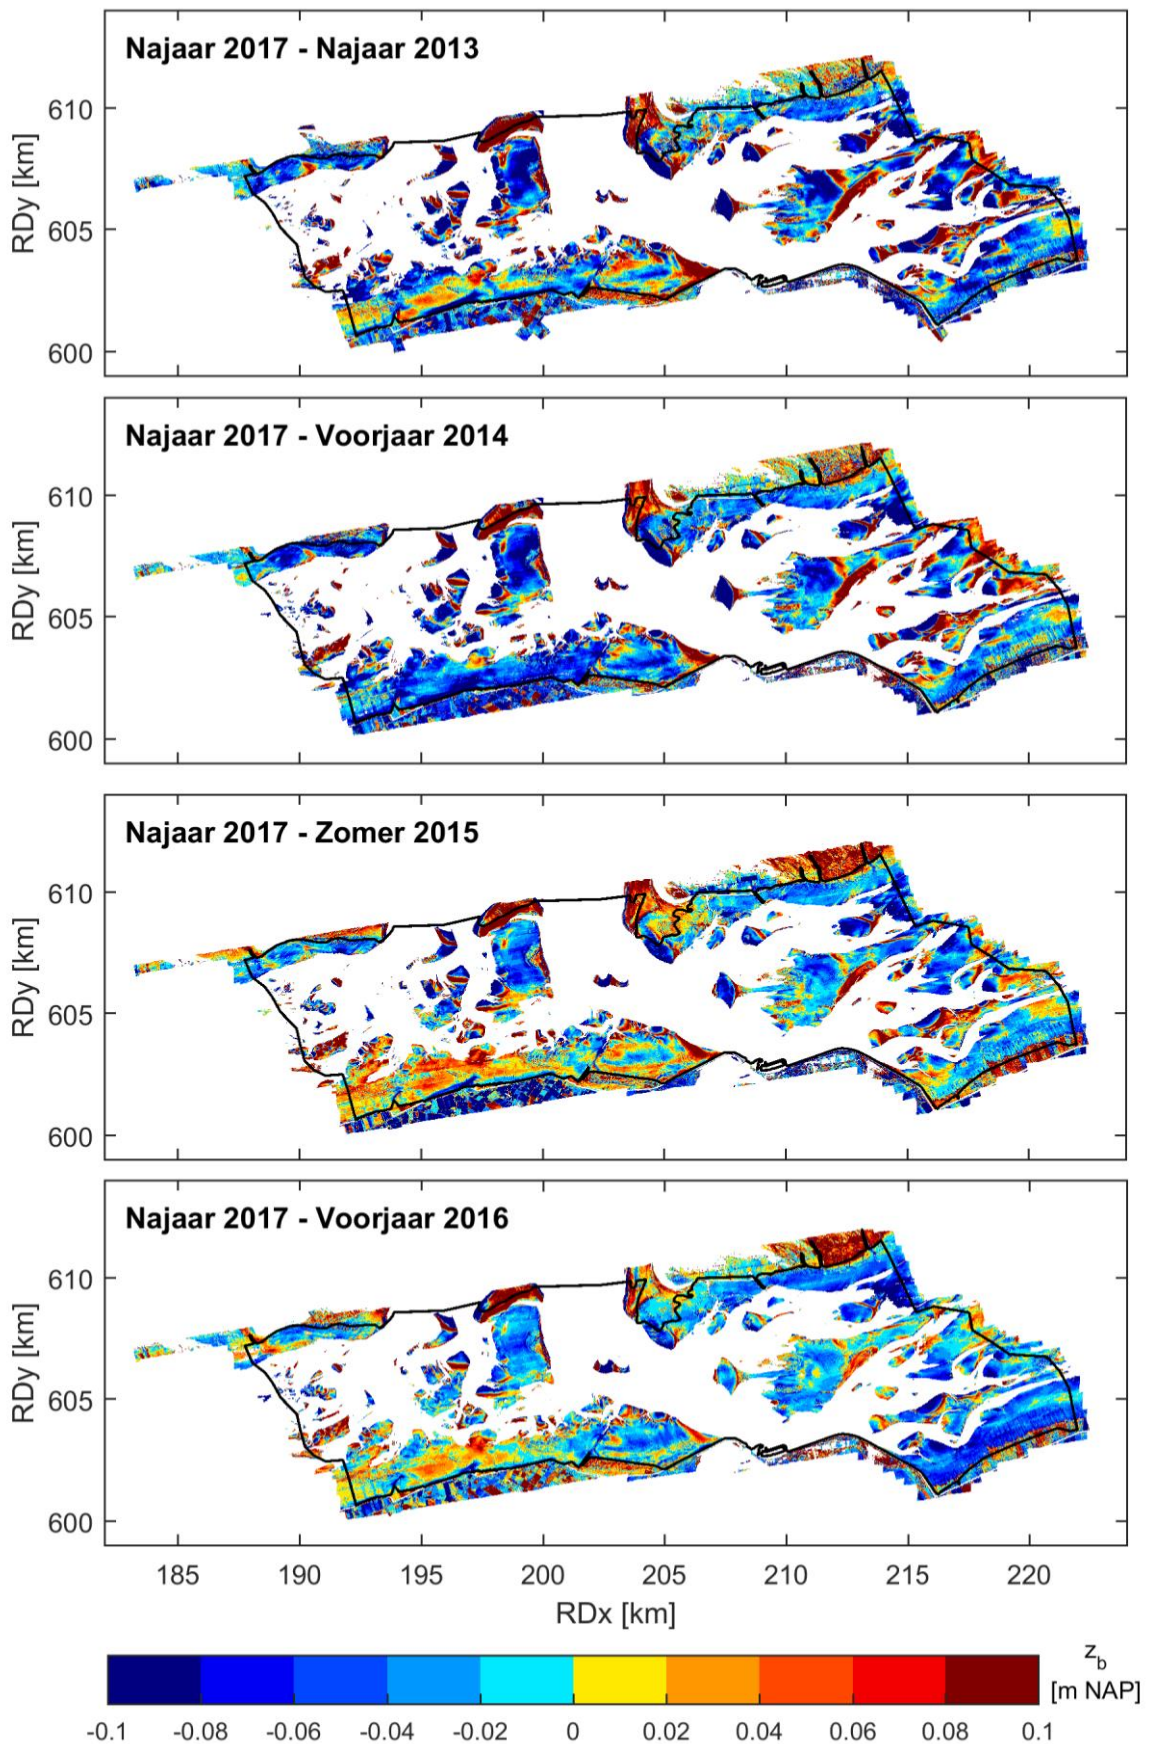 Najaar 2017 - Najaar 2013
610
605
600
RDy [km]
Najaar 2017 - Voorjaar 2014
610
605
600
RDy [km]
Najaar 2017 - Zomer 2015
610
605
600
RDy [km]
Najaar 2017 - Voorjaar 2016
610
605
600
RDy [km]
185 190 195 200 205 210 215 220
RDx [km]
z_b
[m NAP]
-0.1 -0.08 -0.06 -0.04 -0.02 0 0.02 0.04 0.06 0.08 0.1